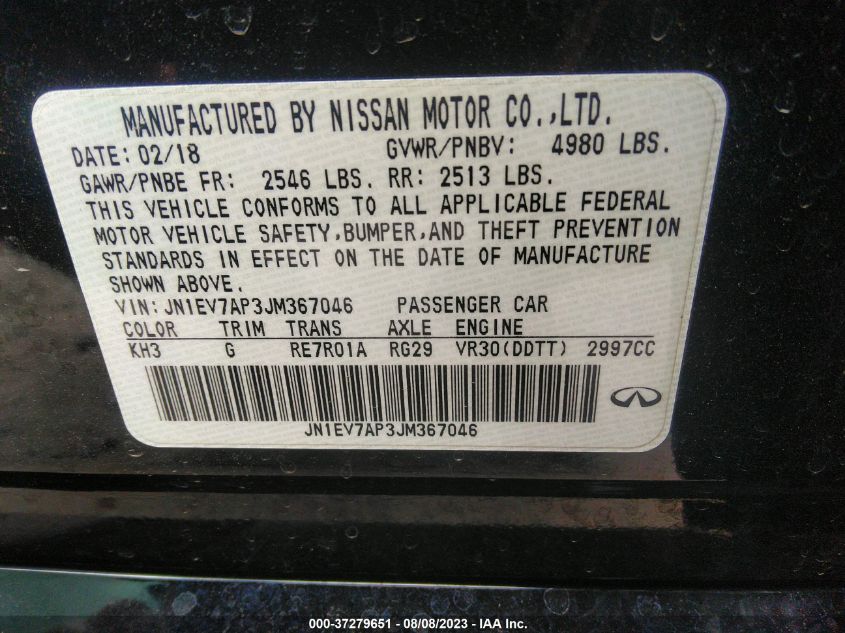 MANUFACTURED BY NISSAN MOTOR CO.,LTD.
DATE: 02/18 GVWR/PNBV: 4980 LBS.
GAWR/PNBE FR: 2546 LBS. RR: 2513 LBS.
THIS VEHICLE CONFORMS TO ALL APPLICABLE FEDERAL
MOTOR VEHICLE SAFETY,BUMPER,AND THEFT PREVENTION
STANDARDS IN EFFECT ON THE DATE OF MANUFACTURE
SHOWN ABOVE.
VIN: JN1EV7AP3JM367046 PASSENGER CAR
COLOR TRIM TRANS AXLE ENGINE
KH3 G RE7R01A RG29 VR30(DDTT) 2997CC
JN1EV7AP3JM367046
000-37279651 - 08/08/2023 - IAA Inc.